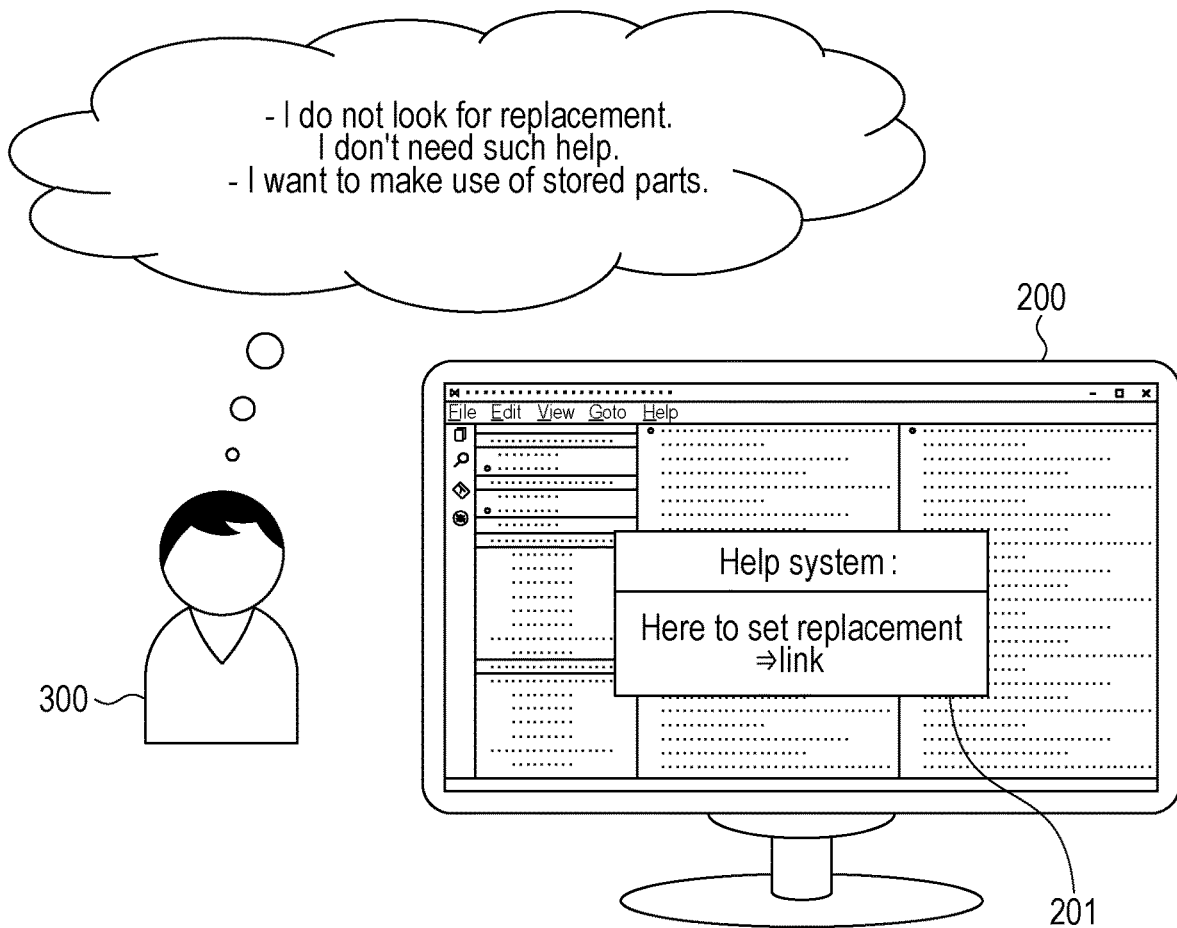 - I do not look for replacement.
I don't need such help.
- I want to make use of stored parts.
200
File Edit View Goto Help
Help system :
Here to set replacement
⇒link
300
201